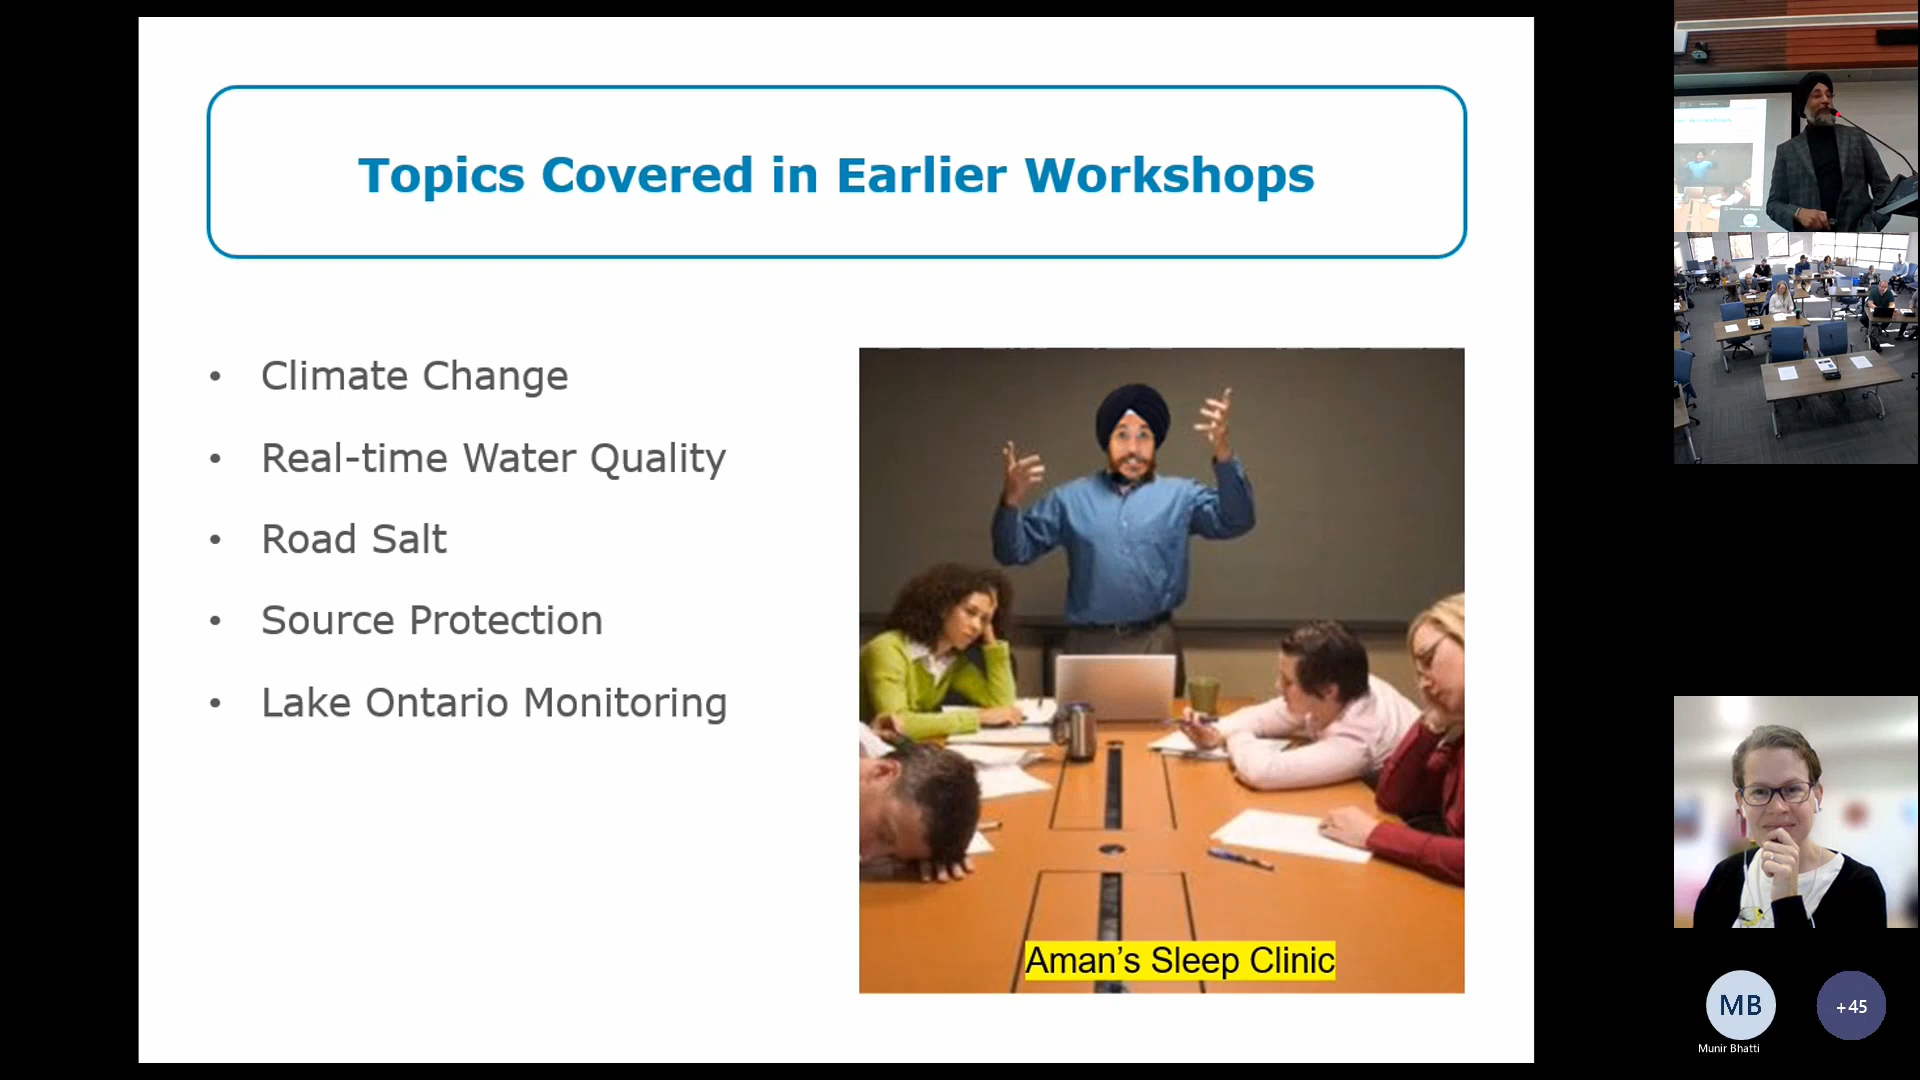 Topics Covered in Earlier Workshops
• Climate Change
• Real-time Water Quality
• Road Salt
• Source Protection
• Lake Ontario Monitoring
Aman’s Sleep Clinic
MB
+45
Munir Bhatti